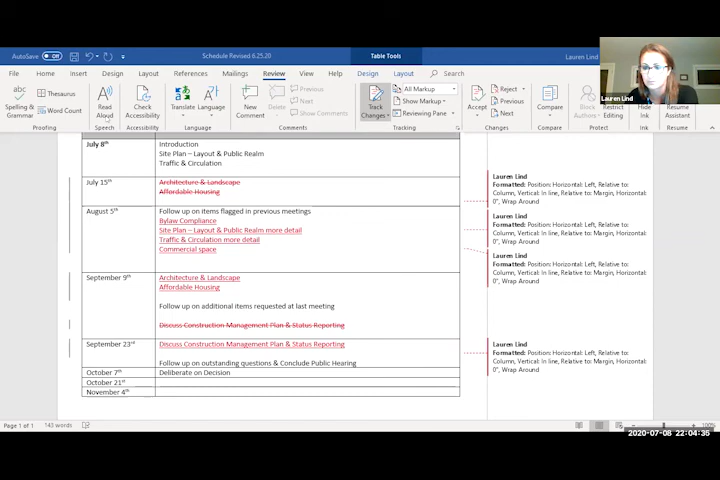 AutoSave Off
Schedule Revised 6.25.20
Table Tools
Lauren Lind
File Home Insert Design Layout References Mailings Review View Help Design Layout Search
abc
Spelling & Grammar
Thesaurus
Word Count
Proofing
Read Aloud
Speech
Check Accessibility
Accessibility
Translate Language
Language
New Comment
Delete
Previous
Next
Show Comments
Comments
Track Changes
All Markup
Show Markup
Reviewing Pane
Tracking
Accept
Reject
Previous
Next
Changes
Compare
Compare
Block Authors
Restrict Editing
Protect
Hide Ink
Ink
Resume Assistant
Resume
Lauren Lind
July 8th Introduction
Site Plan – Layout & Public Realm
Traffic & Circulation
July 15th Architecture & Landscape
Affordable Housing
August 5th Follow up on items flagged in previous meetings
Bylaw Compliance
Site Plan – Layout & Public Realm more detail
Traffic & Circulation more detail
Commercial space
September 9th Architecture & Landscape
Affordable Housing
Follow up on additional items requested at last meeting
Discuss Construction Management Plan & Status Reporting
September 23rd Discuss Construction Management Plan & Status Reporting
Follow up on outstanding questions & Conclude Public Hearing
October 7th Deliberate on Decision
October 21st
November 4th
Lauren Lind
Formatted: Position: Horizontal: Left, Relative to:
Column, Vertical: In line, Relative to: Margin, Horizontal:
0", Wrap Around
Lauren Lind
Formatted: Position: Horizontal: Left, Relative to:
Column, Vertical: In line, Relative to: Margin, Horizontal:
0", Wrap Around
Lauren Lind
Formatted: Position: Horizontal: Left, Relative to:
Column, Vertical: In line, Relative to: Margin, Horizontal:
0", Wrap Around
Lauren Lind
Formatted: Position: Horizontal: Left, Relative to:
Column, Vertical: In line, Relative to: Margin, Horizontal:
0", Wrap Around
Page 1 of 1 143 words
100%
2020-07-08 22:04:35